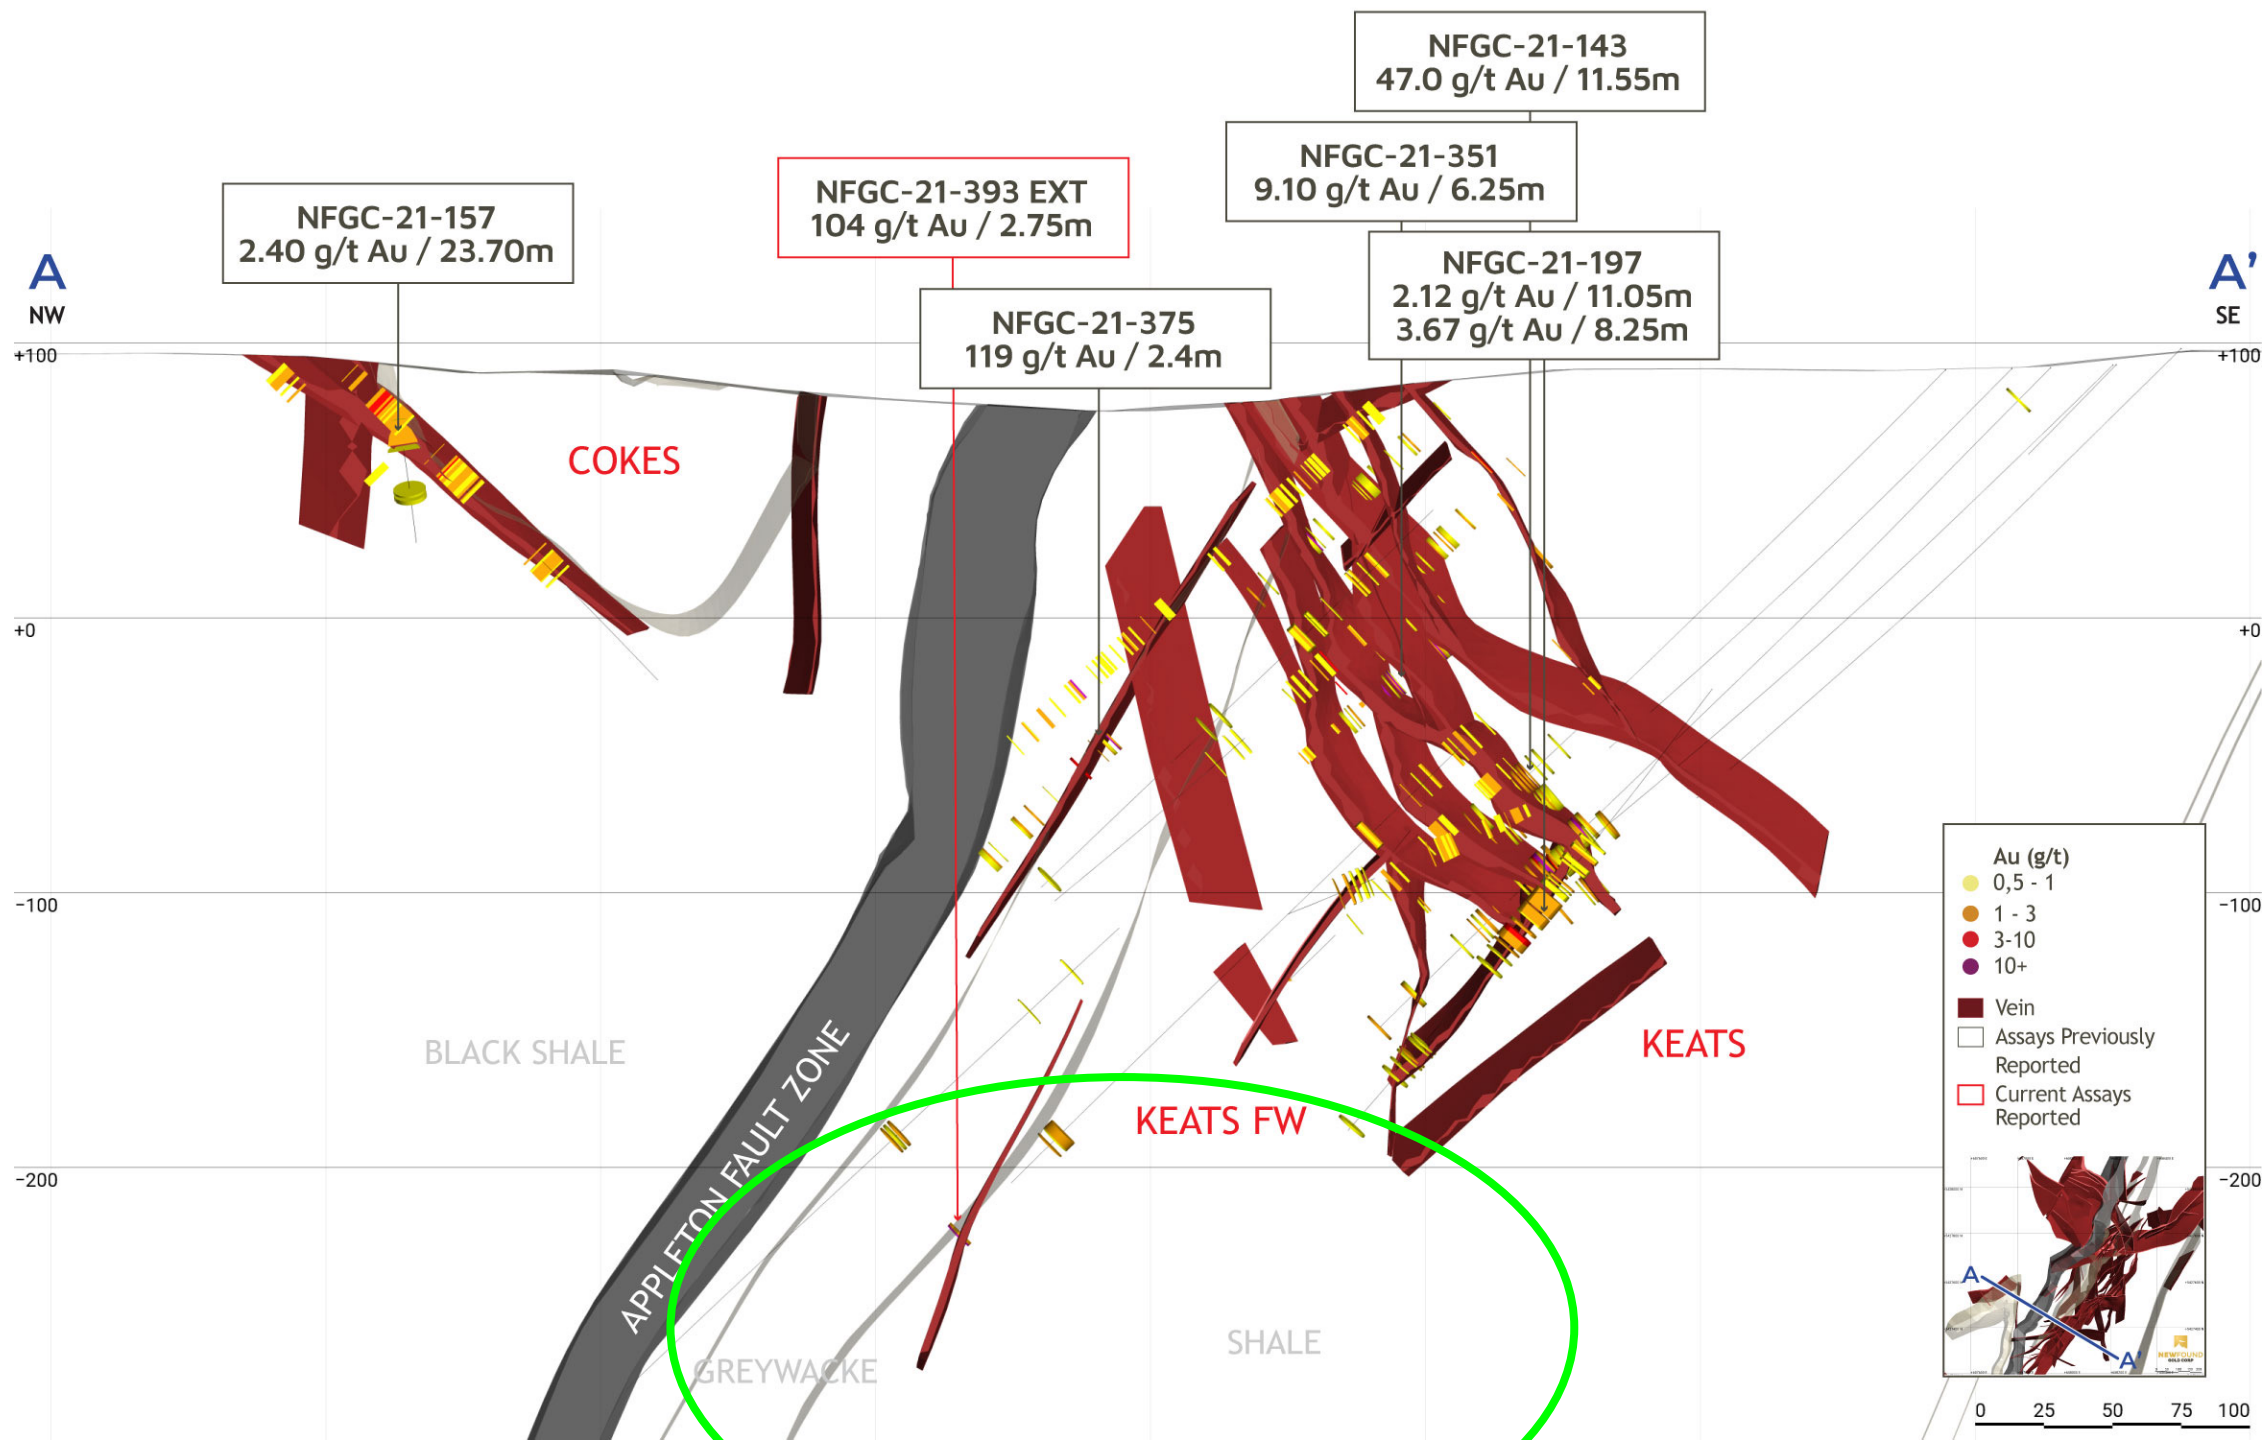 NFGC-21-143
47.0 g/t Au / 11.55m
NFGC-21-351
9.10 g/t Au / 6.25m
NFGC-21-393 EXT
104 g/t Au / 2.75m
NFGC-21-157
2.40 g/t Au / 23.70m
NFGC-21-197
2.12 g/t Au / 11.05m
3.67 g/t Au / 8.25m
NFGC-21-375
119 g/t Au / 2.4m
A
NW
A’
SE
+100
+100
COKES
+0
+0
-100
-100
BLACK SHALE
APPLETON FAULT ZONE
KEATS
KEATS FW
-200
-200
GREYWACKE
SHALE
Au (g/t)
0,5 - 1
1 - 3
3-10
10+
Vein
Assays Previously
Reported
Current Assays
Reported
A
A'
NEWFOUND
GOLD CORP
0 25 50 75 100